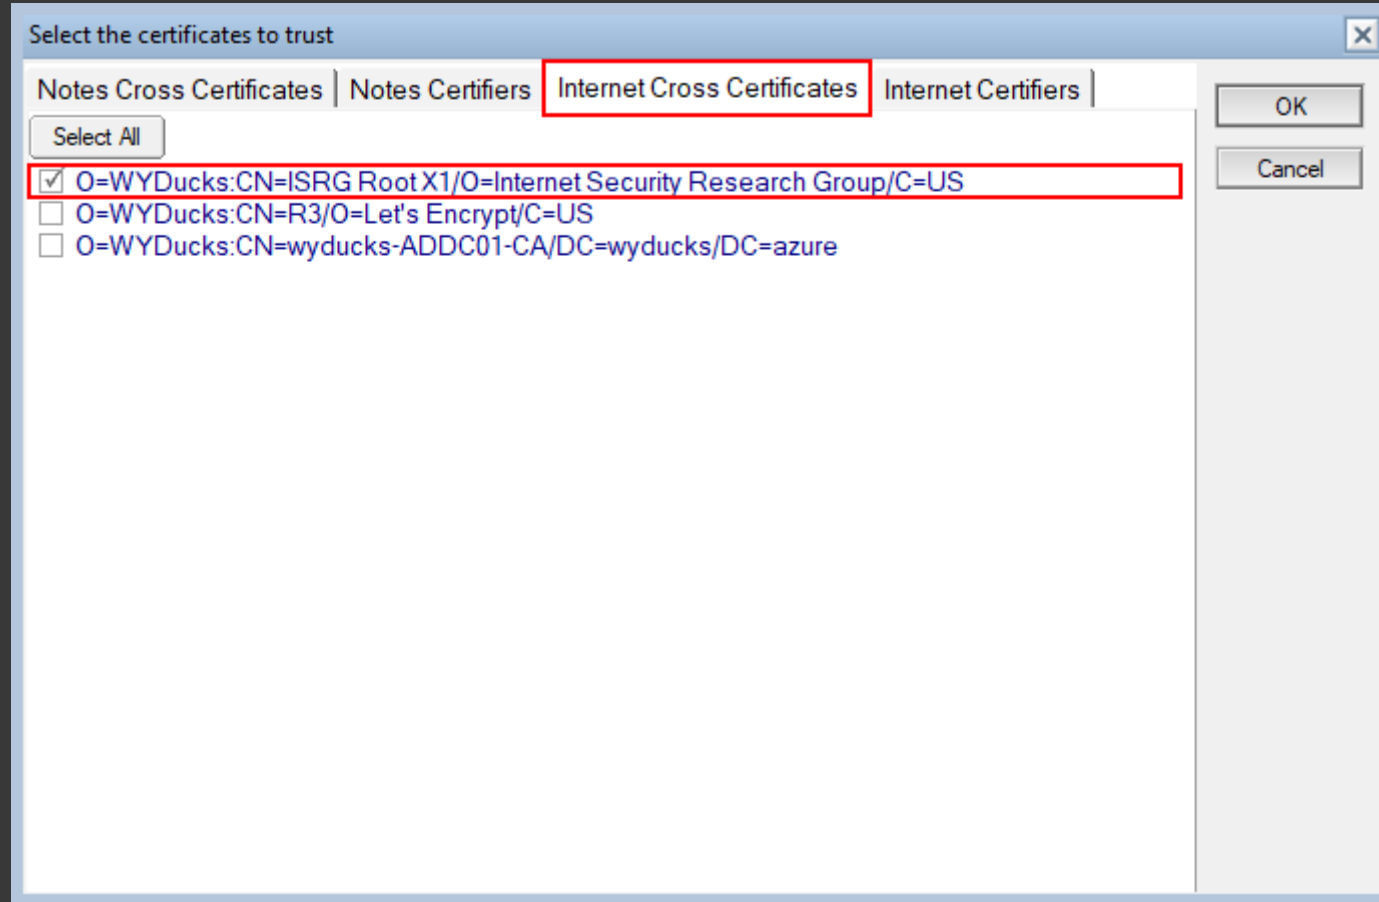 Select the certificates to trust
Notes Cross Certificates Notes Certifiers Internet Cross Certificates Internet Certifiers
OK
Select All
Cancel
O=WYDucks:CN=ISRG Root X1/O=Internet Security Research Group/C=US
O=WYDucks:CN=R3/O=Let's Encrypt/C=US
O=WYDucks:CN=wyducks-ADDC01-CA/DC=wyducks/DC=azure